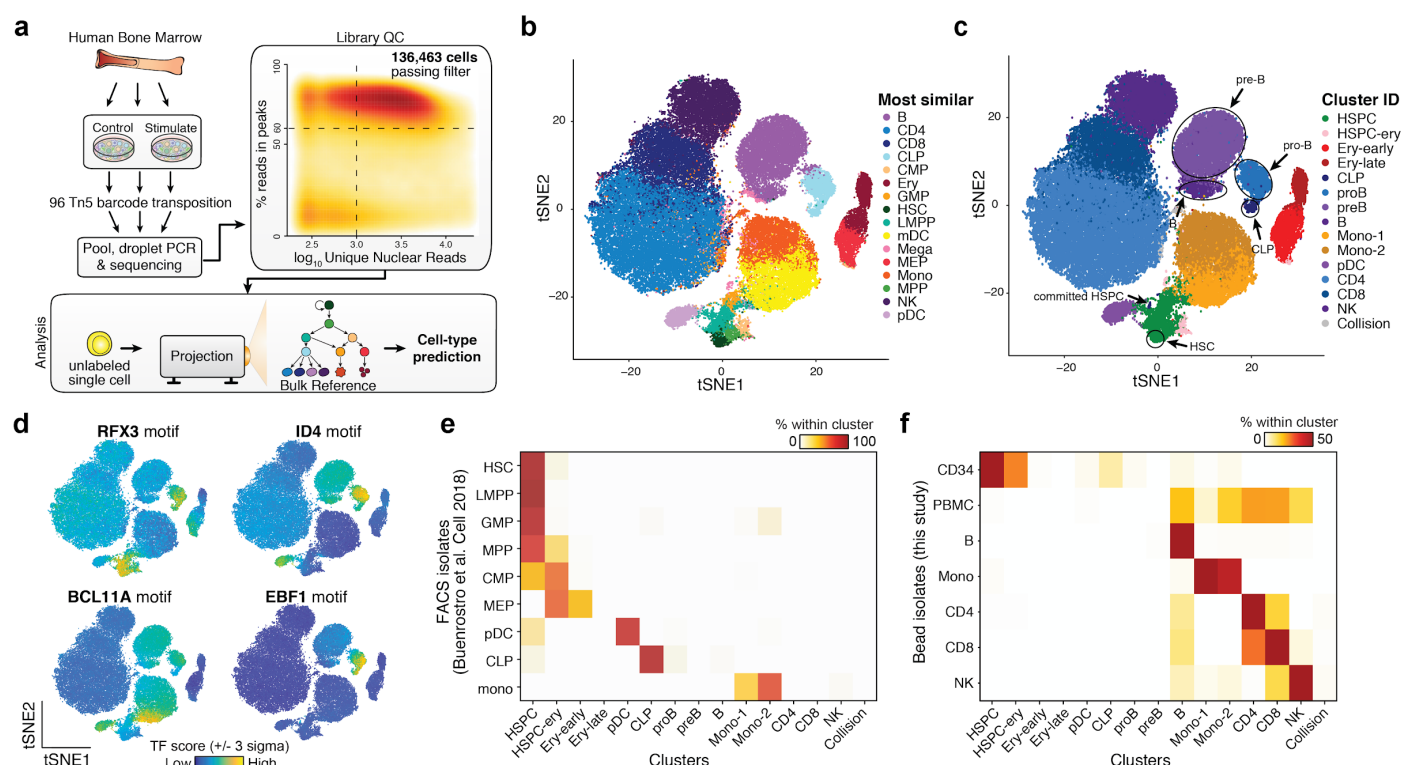 a
Human Bone Marrow
Control
Stimulate
96 Tn5 barcode transposition
Pool, droplet PCR
& sequencing
Library QC
136,463 cells
passing filter
% reads in peaks
100
60
50
0
2.5
3.0
3.5
4.0
log10 Unique Nuclear Reads
Analysis
unlabeled
single cell
Projection
Bulk Reference
Cell-type
prediction
b
tSNE2
20
0
−20
−20
0
20
tSNE1
Most similar
B
CD4
CD8
CLP
CMP
Ery
GMP
HSC
LMPP
mDC
Mega
MEP
Mono
MPP
NK
pDC
c
tSNE2
20
0
−20
−20
0
20
tSNE1
pre-B
pro-B
B
CLP
committed HSPC
HSC
Cluster ID
HSPC
HSPC-ery
Ery-early
Ery-late
CLP
proB
preB
B
Mono-1
Mono-2
pDC
CD4
CD8
NK
Collision
d
RFX3 motif
ID4 motif
BCL11A motif
EBF1 motif
tSNE2
tSNE1
TF score (+/- 3 sigma)
Low
High
e
% within cluster
0
100
FACS isolates
(Buenrostro et al. Cell 2018)
HSC
LMPP
GMP
MPP
CMP
MEP
pDC
CLP
mono
HSPC
HSPC-ery
Ery-early
Ery-late
pDC
CLP
proB
preB
B
Mono-1
Mono-2
CD4
CD8
NK
Collision
Clusters
f
% within cluster
0
50
Bead isolates (this study)
CD34
PBMC
B
Mono
CD4
CD8
NK
HSPC
HSPC-ery
Ery-early
Ery-late
pDC
CLP
proB
preB
B
Mono-1
Mono-2
CD4
CD8
NK
Collision
Clusters